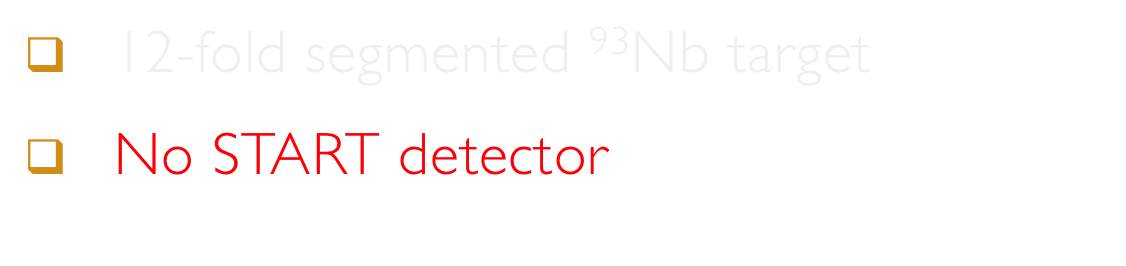 ❑ 12-fold segmented ⁹³Nb target
❑ No START detector